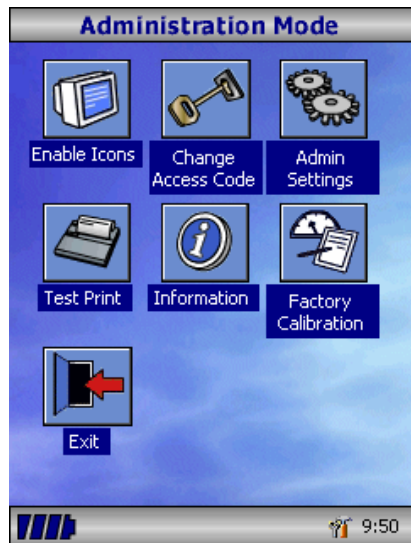 Administration Mode
Enable Icons
Change
Access Code
Admin
Settings
Test Print
Information
Factory
Calibration
Exit
9:50